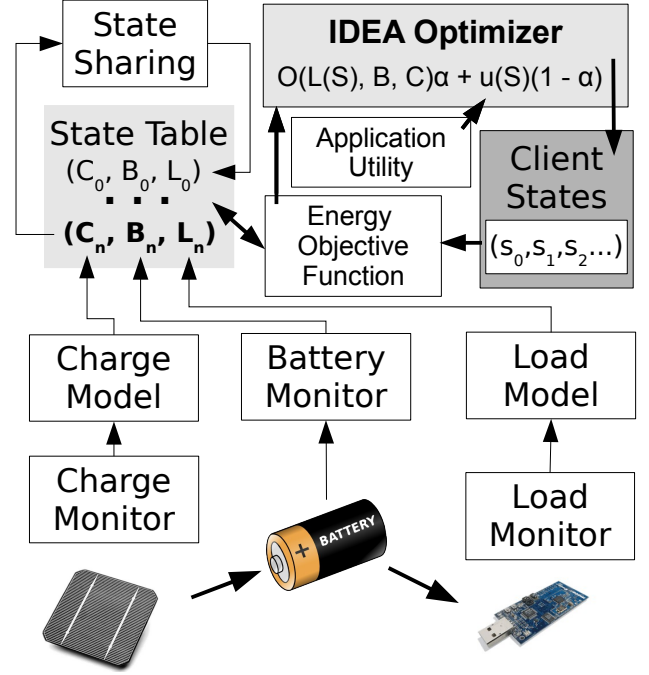 State
Sharing
IDEA Optimizer
O(L(S), B, C)α + u(S)(1 - α)
State Table
(C₀, B₀, L₀)
. . .
(Cₙ, Bₙ, Lₙ)
Application
Utility
Client
States
(s₀,s₁,s₂...)
Energy
Objective
Function
Charge
Model
Battery
Monitor
Load
Model
Charge
Monitor
Load
Monitor
+
BATTERY